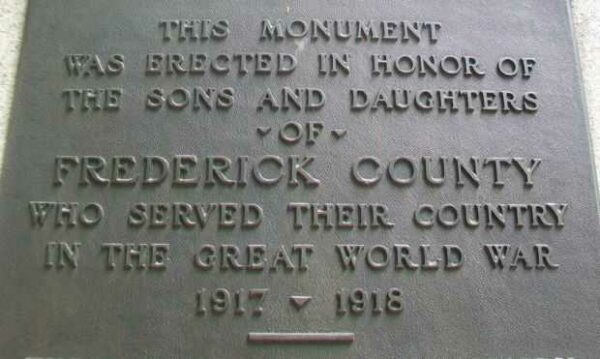 THIS MONUMENT
WAS ERECTED IN HONOR OF
THE SONS AND DAUGHTERS
OF
FREDERICK COUNTY
WHO SERVED THEIR COUNTRY
IN THE GREAT WORLD WAR
1917 1918